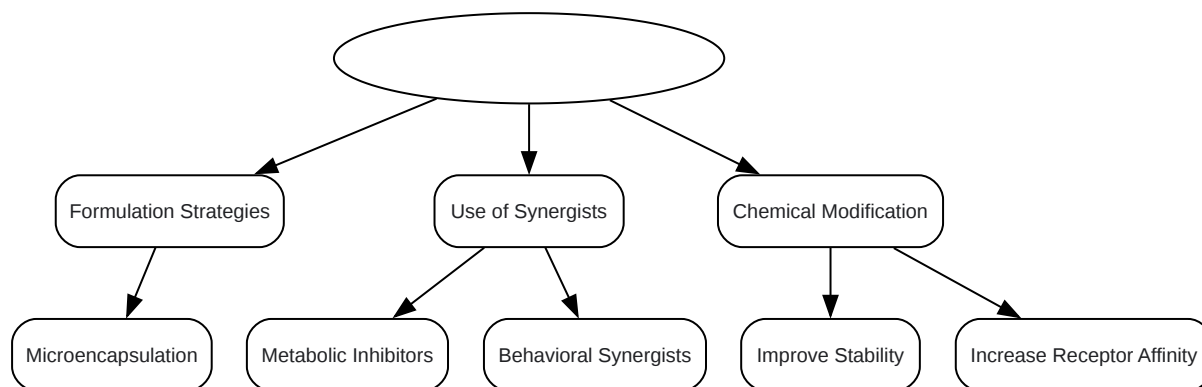 Formulation Strategies
Use of Synergists
Chemical Modification
Microencapsulation
Metabolic Inhibitors
Behavioral Synergists
Improve Stability
Increase Receptor Affinity